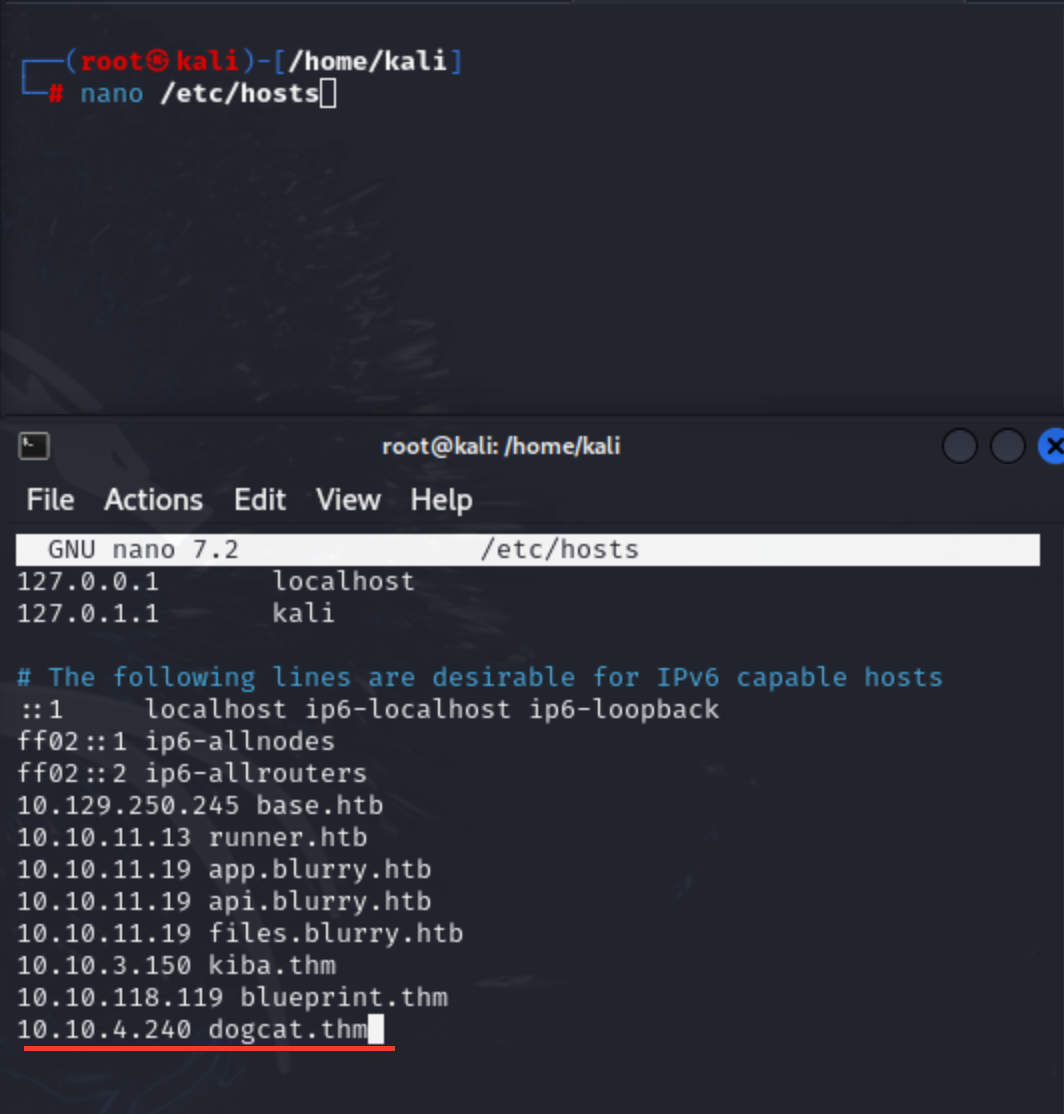 (root㉿kali)-[/home/kali]
# nano /etc/hosts
root@kali: /home/kali
File Actions Edit View Help
GNU nano 7.2 /etc/hosts
127.0.0.1 localhost
127.0.1.1 kali
# The following lines are desirable for IPv6 capable hosts
::1 localhost ip6-localhost ip6-loopback
ff02::1 ip6-allnodes
ff02::2 ip6-allrouters
10.129.250.245 base.htb
10.10.11.13 runner.htb
10.10.11.19 app.blurry.htb
10.10.11.19 api.blurry.htb
10.10.11.19 files.blurry.htb
10.10.3.150 kiba.thm
10.10.118.119 blueprint.thm
10.10.4.240 dogcat.thm